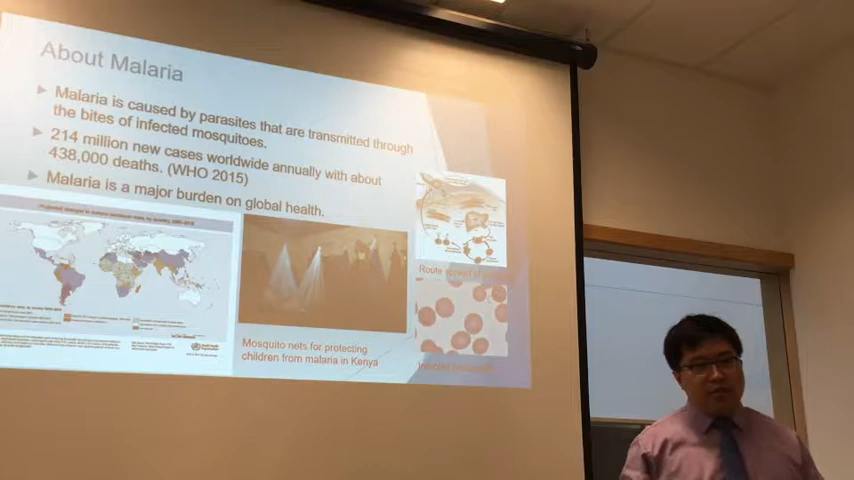 About Malaria
Malaria is caused by parasites that are transmitted through
the bites of infected mosquitoes.
214 million new cases worldwide annually with about
438,000 deaths. (WHO 2015)
Malaria is a major burden on global health.
Mosquito nets for protecting
children from malaria in Kenya
Route
Infected